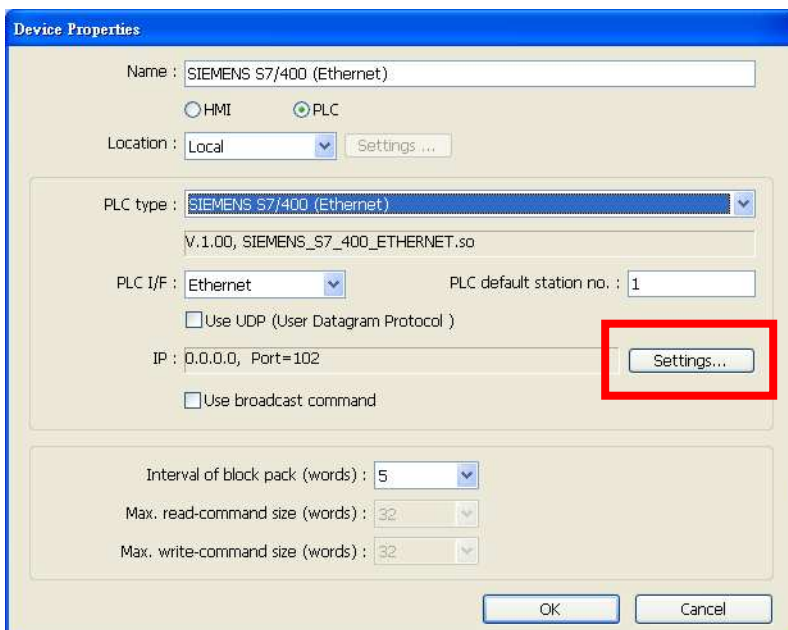 Device Properties
Name : SIEMENS S7/400 (Ethernet)
HMI PLC
Location : Local Settings ...
PLC type : SIEMENS S7/400 (Ethernet)
V.1.00, SIEMENS_S7_400_ETHERNET.so
PLC I/F : Ethernet PLC default station no. : 1
Use UDP (User Datagram Protocol )
IP : 0.0.0.0, Port=102 Settings...
Use broadcast command
Interval of block pack (words) : 5
Max. read-command size (words) : 32
Max. write-command size (words) : 32
OK Cancel